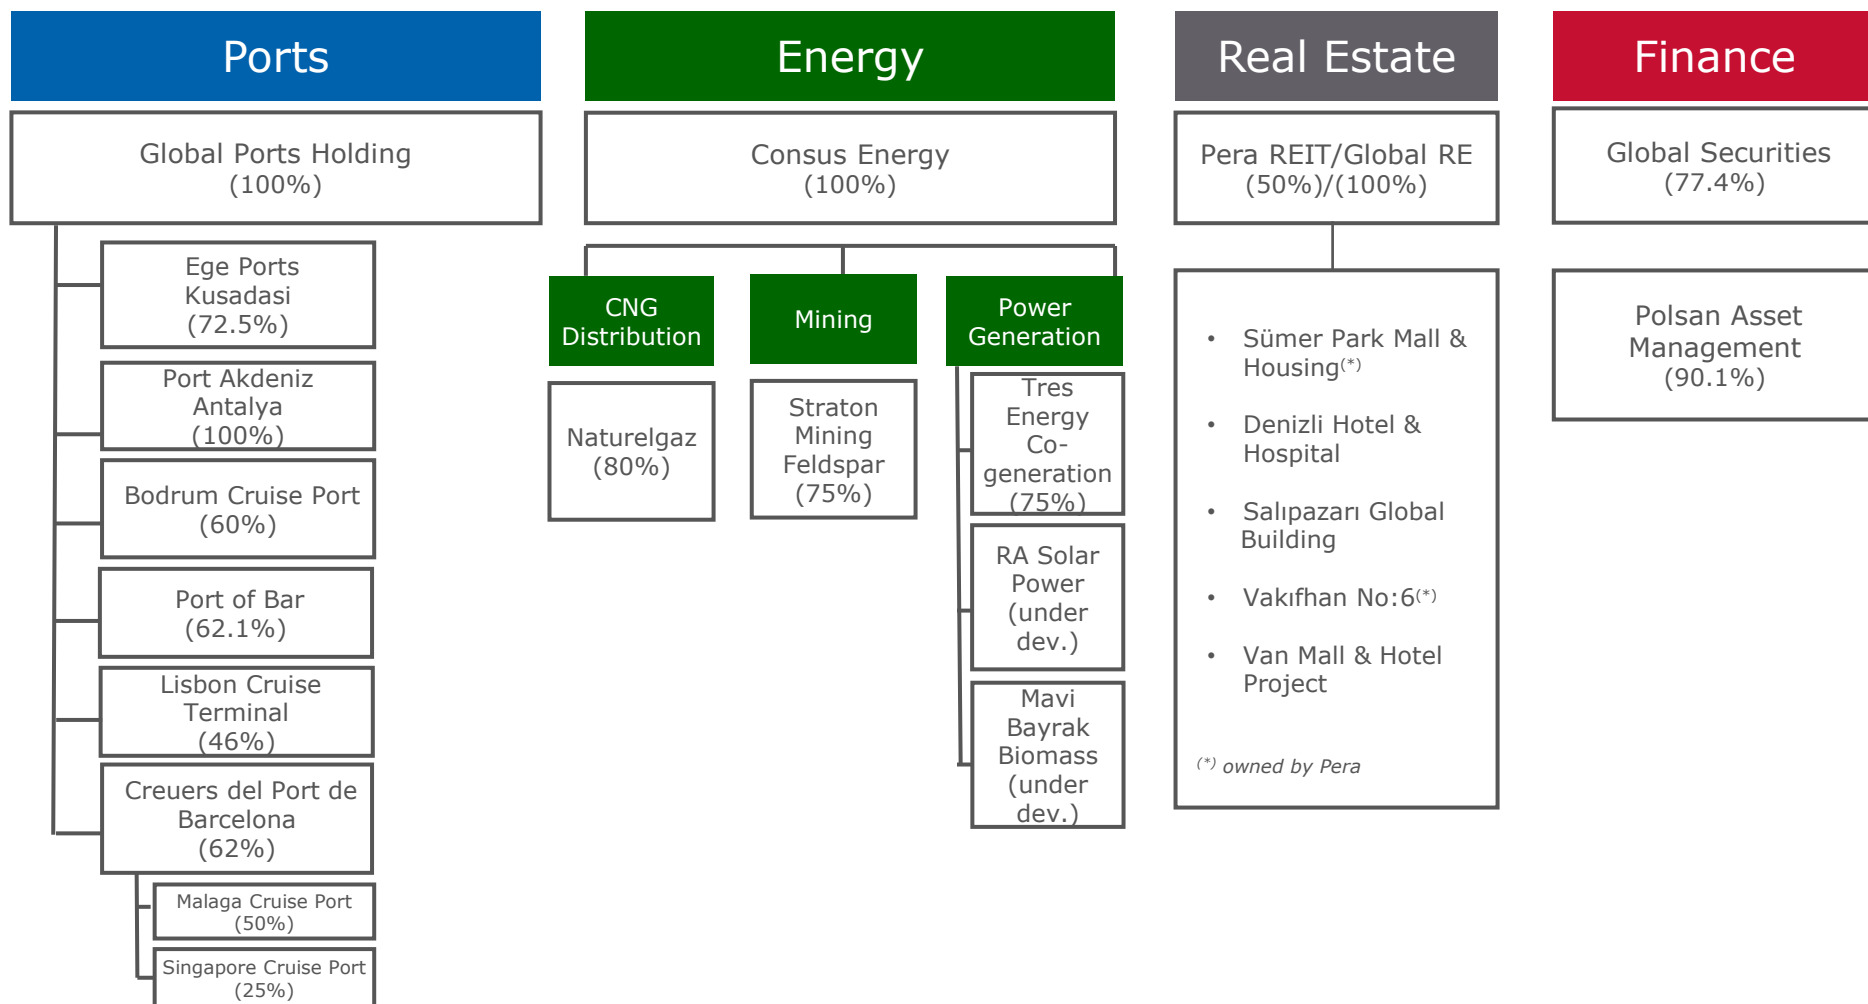 Ports
Global Ports Holding
(100%)
Ege Ports
Kusadasi
(72.5%)
Port Akdeniz
Antalya
(100%)
Bodrum Cruise Port
(60%)
Port of Bar
(62.1%)
Lisbon Cruise
Terminal
(46%)
Creuers del Port de
Barcelona
(62%)
Malaga Cruise Port
(50%)
Singapore Cruise Port
(25%)
Energy
Consus Energy
(100%)
CNG
Distribution
Naturelgaz
(80%)
Mining
Straton
Mining
Feldspar
(75%)
Power
Generation
Tres
Energy
Co-
generation
(75%)
RA Solar
Power
(under
dev.)
Mavi
Bayrak
Biomass
(under
dev.)
Real Estate
Pera REIT/Global RE
(50%)/(100%)
• Sümer Park Mall &
Housing(*)
• Denizli Hotel &
Hospital
• Salıpazarı Global
Building
• Vakıfhan No:6(*)
• Van Mall & Hotel
Project
(*) owned by Pera
Finance
Global Securities
(77.4%)
Polsan Asset
Management
(90.1%)